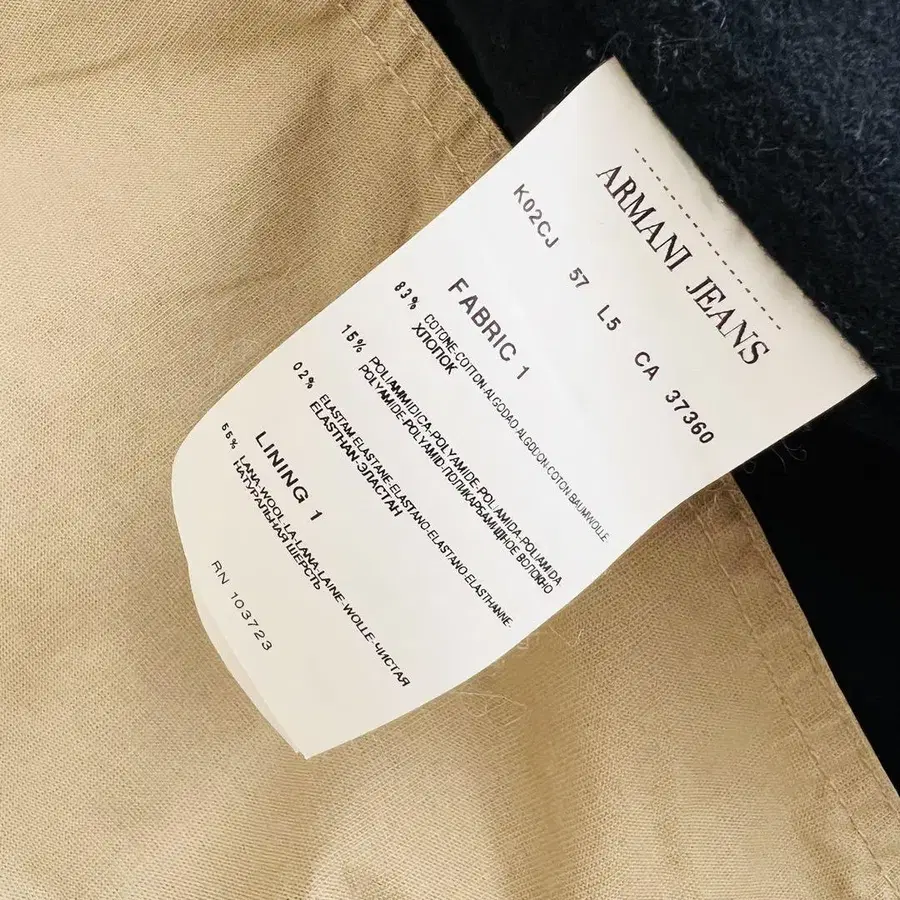 ARMANI JEANS
K02CJ 57 L5 CA 37360
FABRIC 1
83% COTONE-COTTON-ALGODAO-ALGODON-COTON BAUMWOLLE-
ХЛОПОК
15% POLIAMMIDICA-POLYAMIDE-POLIAMIDA-POLIAMIDA
POLYAMIDE-POLYAMID-ПОЛИКАРБАМИДНОЕ ВОЛОКНО
02% ELASTAM ELASTANE-ELASTANO-ELASTANO ELASTHANNE-
ELASTHAN-ЭЛАСТАН
LINING 1
LANA-WOOL-LA-LANA-LAINE-WOLLE-ЧИСТАЯ
НАТУРАЛЬНАЯ ШЕРСТЬ
RN 103723